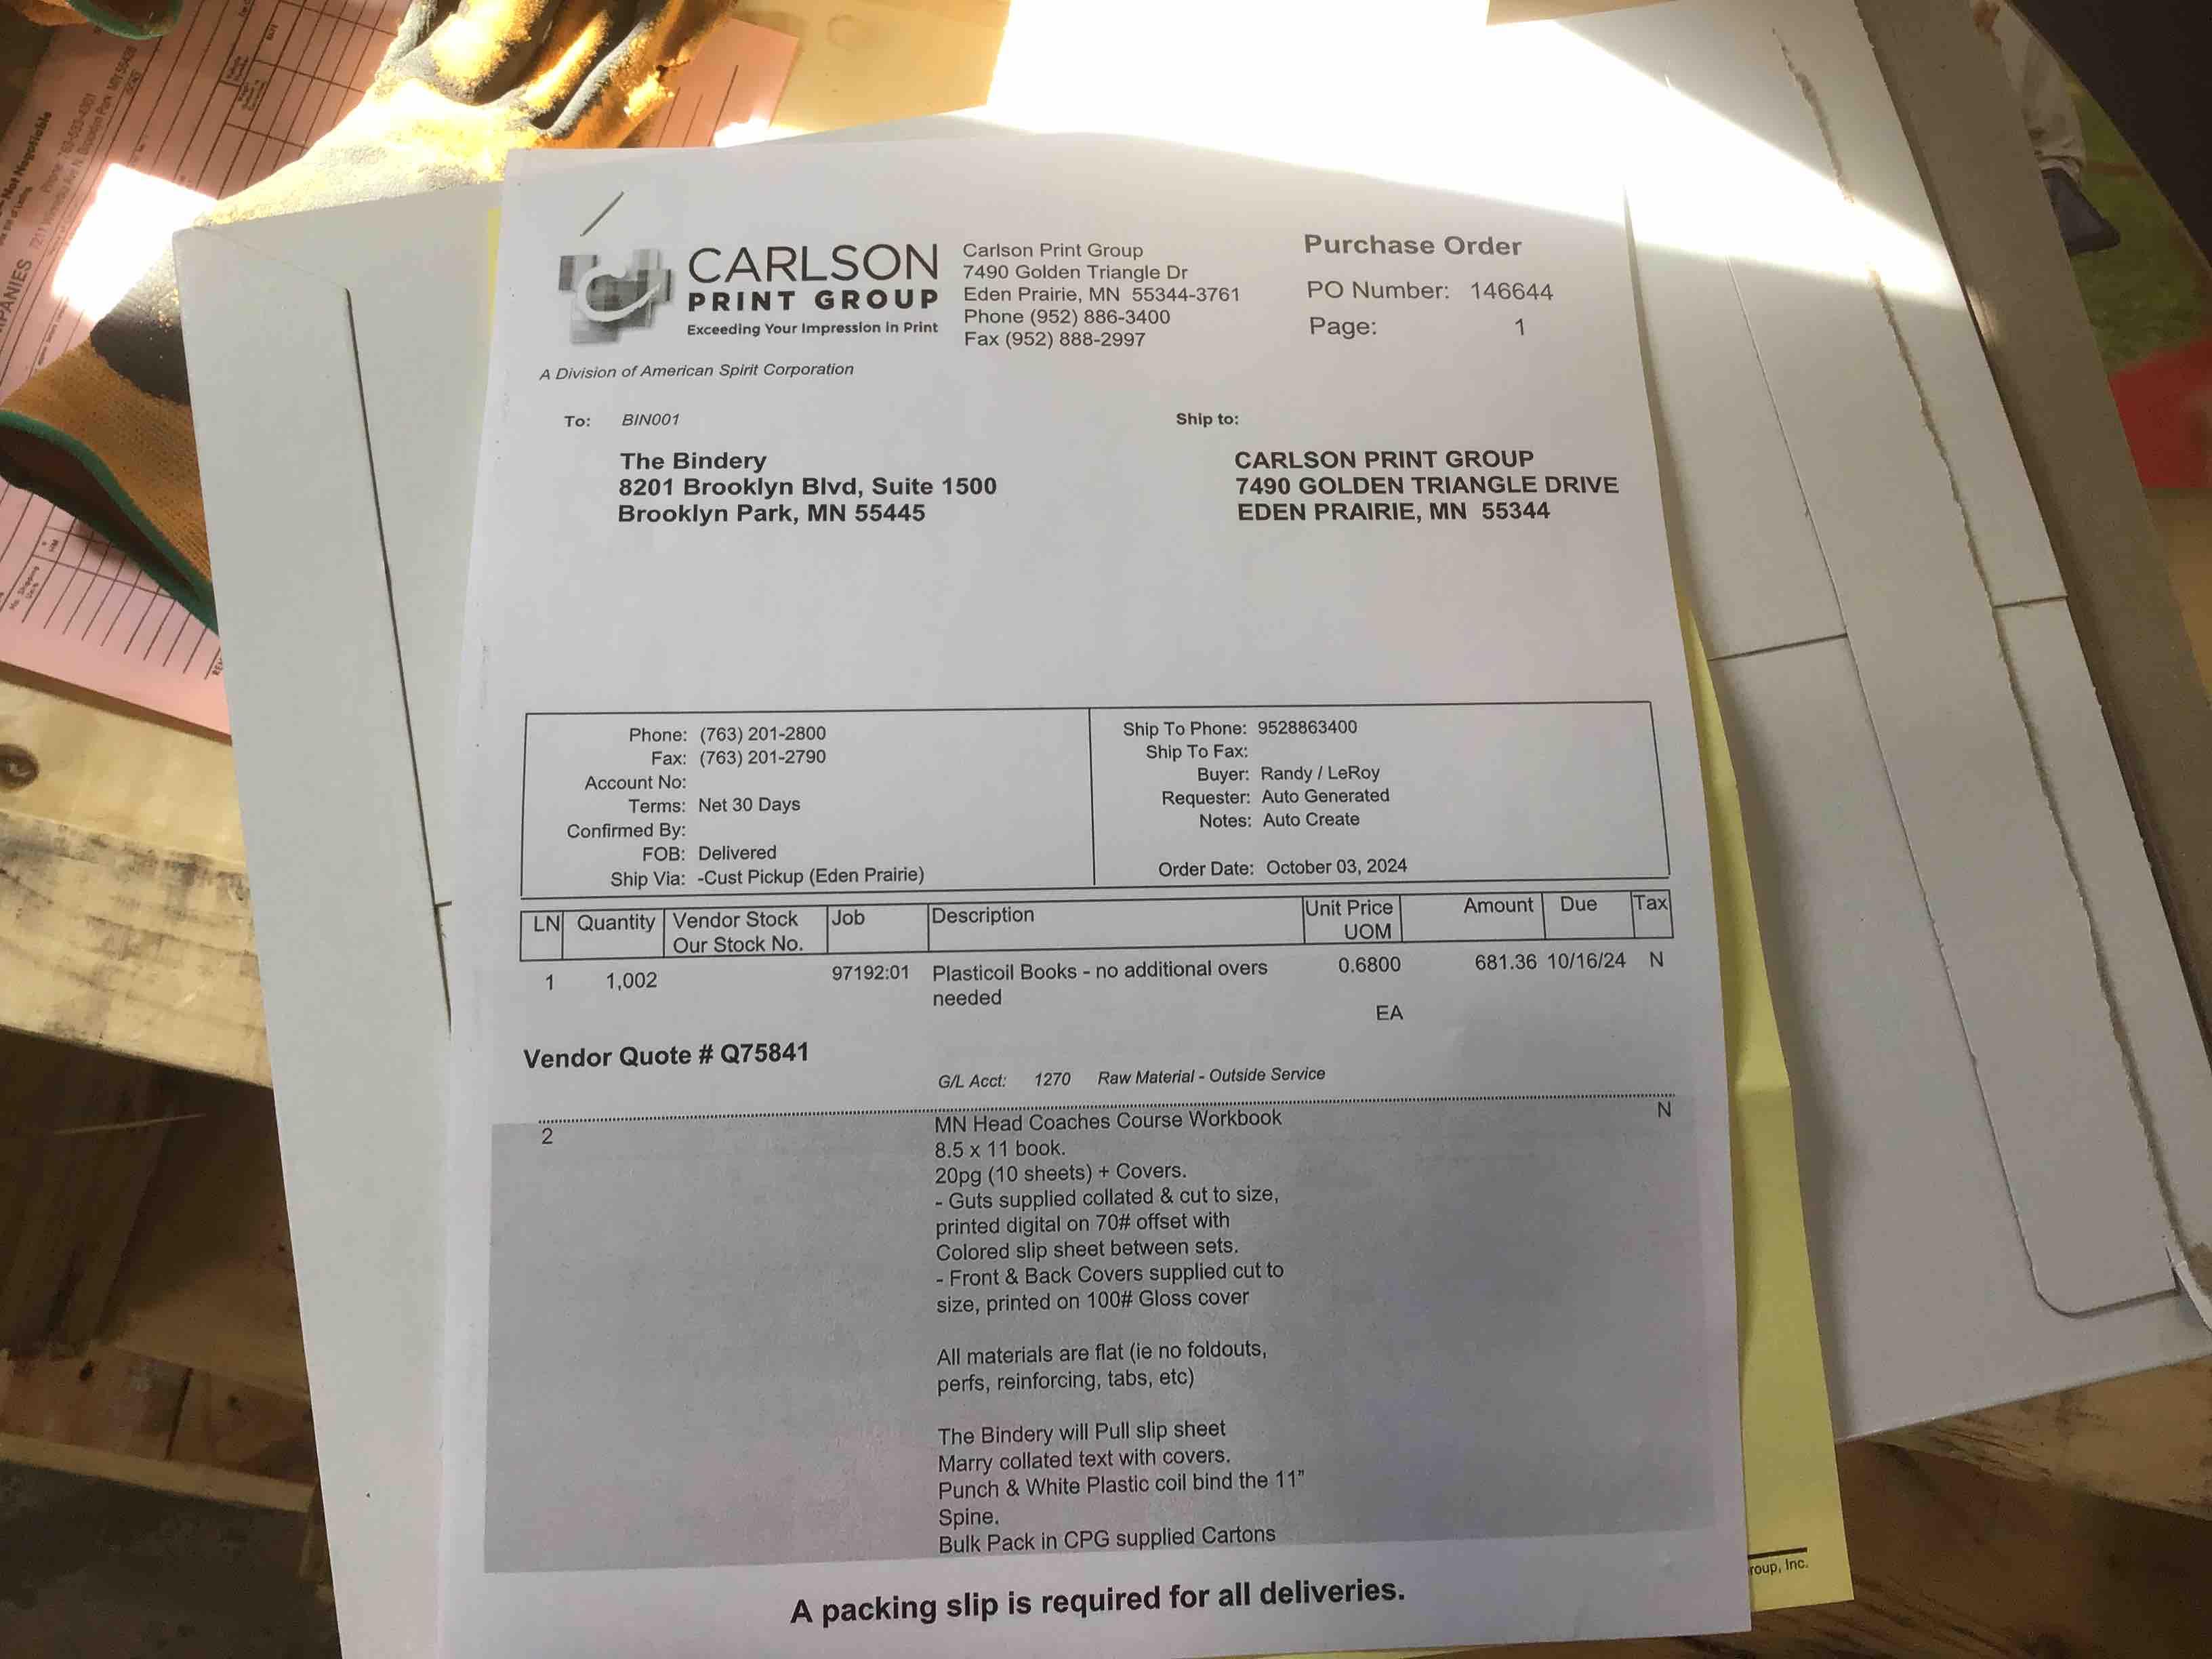 CARLSON
PRINT GROUP
Exceeding Your Impression in Print
A Division of American Spirit Corporation
Carlson Print Group
7490 Golden Triangle Dr
Eden Prairie, MN 55344-3761
Phone (952) 886-3400
Fax (952) 888-2997
Purchase Order
PO Number: 146644
Page: 1
To: BIN001
The Bindery
8201 Brooklyn Blvd, Suite 1500
Brooklyn Park, MN 55445
Ship to:
CARLSON PRINT GROUP
7490 GOLDEN TRIANGLE DRIVE
EDEN PRAIRIE, MN 55344
Phone: (763) 201-2800
Fax: (763) 201-2790
Account No:
Terms: Net 30 Days
Confirmed By:
FOB: Delivered
Ship Via: -Cust Pickup (Eden Prairie)
Ship To Phone: 9528863400
Ship To Fax:
Buyer: Randy / LeRoy
Requester: Auto Generated
Notes: Auto Create
Order Date: October 03, 2024
LN Quantity Vendor Stock Our Stock No. Job Description Unit Price UOM Amount Due Tax
1 1,002 97192:01 Plasticoil Books - no additional overs 0.6800 681.36 10/16/24 N
needed
EA
Vendor Quote # Q75841
G/L Acct: 1270 Raw Material - Outside Service
2 MN Head Coaches Course Workbook N
8.5 x 11 book.
20pg (10 sheets) + Covers.
- Guts supplied collated & cut to size,
printed digital on 70# offset with
Colored slip sheet between sets.
- Front & Back Covers supplied cut to
size, printed on 100# Gloss cover
All materials are flat (ie no foldouts,
perfs, reinforcing, tabs, etc)
The Bindery will Pull slip sheet
Marry collated text with covers.
Punch & White Plastic coil bind the 11"
Spine.
Bulk Pack in CPG supplied Cartons
A packing slip is required for all deliveries.
roup, Inc.
Not Negotiable
PANIES